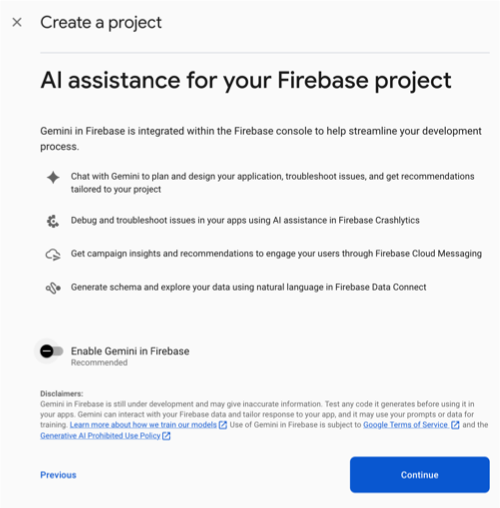 Create a project
AI assistance for your Firebase project
Gemini in Firebase is integrated within the Firebase console to help streamline your development
process.
Chat with Gemini to plan and design your application, troubleshoot issues, and get recommendations
tailored to your project
Debug and troubleshoot issues in your apps using AI assistance in Firebase Crashlytics
Get campaign insights and recommendations to engage your users through Firebase Cloud Messaging
Generate schema and explore your data using natural language in Firebase Data Connect
Enable Gemini in Firebase
Recommended
Disclaimers:
Gemini in Firebase is still under development and may give inaccurate information. Test any code it generates before using it in
your apps. Gemini can interact with your Firebase data and tailor response to your app, and it may use your prompts or data for
training. Learn more about how we train our models Use of Gemini in Firebase is subject to Google Terms of Service and the
Generative AI Prohibited Use Policy
Previous
Continue